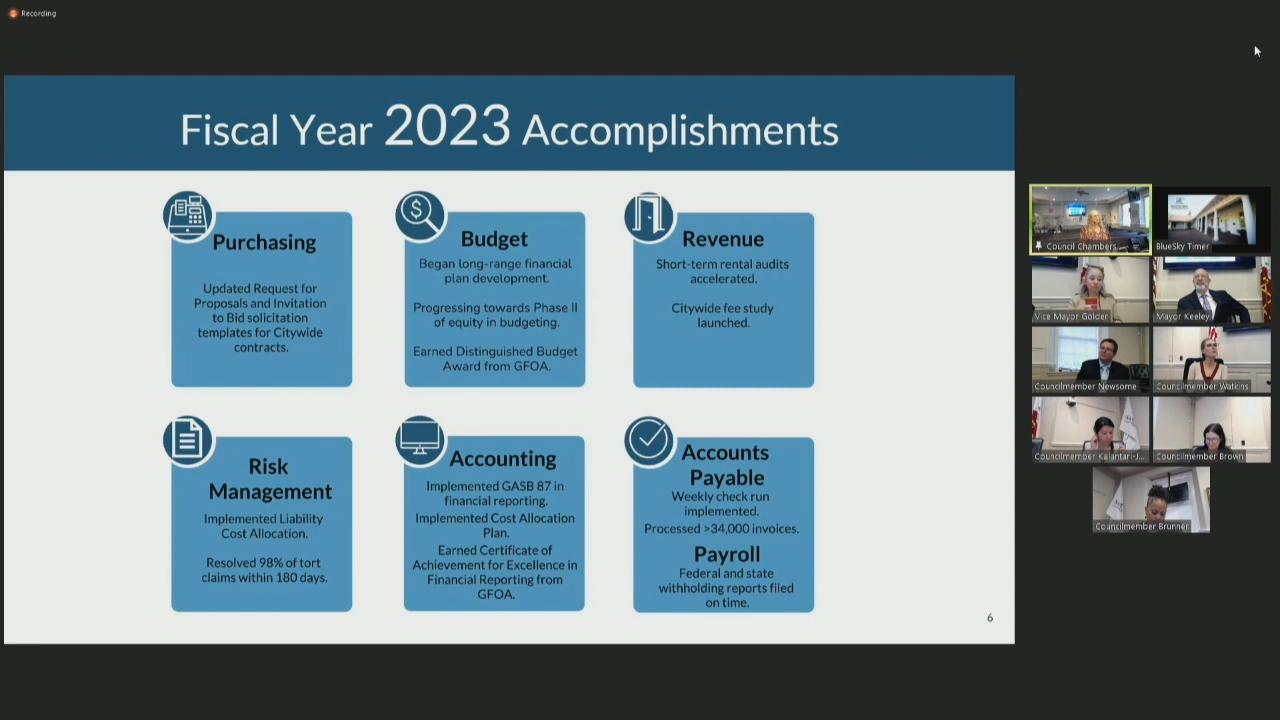 Recording
Fiscal Year 2023 Accomplishments
Purchasing
Updated Request for
Proposals and Invitation
to Bid solicitation
templates for Citywide
contracts.
Budget
Began long-range financial
plan development.
Progressing towards Phase II
of equity in budgeting.
Earned Distinguished Budget
Award from GFOA.
Revenue
Short-term rental audits
accelerated.
Citywide fee study
launched.
Risk
Management
Implemented Liability
Cost Allocation.
Resolved 98% of tort
claims within 180 days.
Accounting
Implemented GASB 87 in
financial reporting.
Implemented Cost Allocation
Plan.
Earned Certificate of
Achievement for Excellence in
Financial Reporting from
GFOA.
Accounts
Payable
Weekly check run
implemented.
Processed >34,000 invoices.
Payroll
Federal and state
withholding reports filed
on time.
6
Council Chambers
BlueSky Timer
Vice Mayor Golder
Mayor Keeley
Councilmember Newsome
Councilmember Watkins
Councilmember Kalantari-J...
Councilmember Brown
Councilmember Brunner